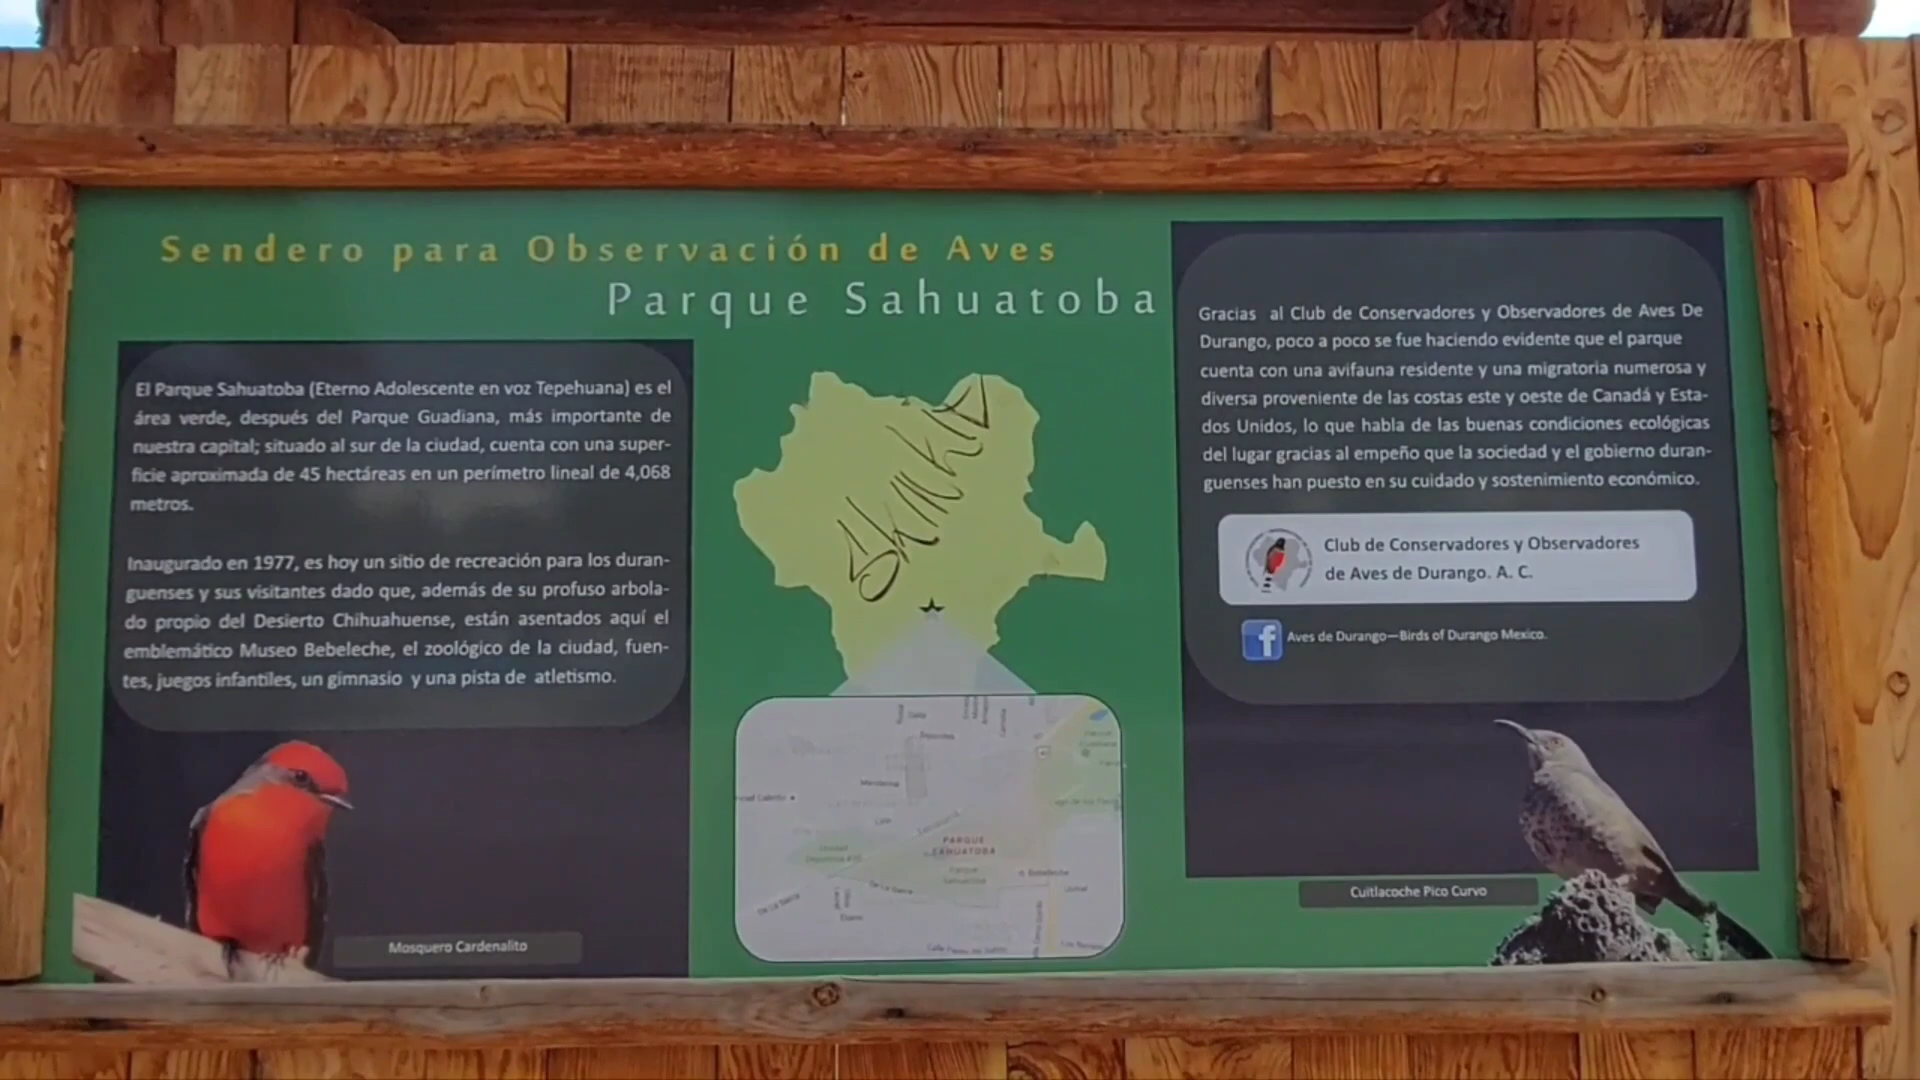 Sendero para Observación de Aves
Parque Sahuatoba
El Parque Sahuatoba (Eterno Adolescente en voz Tepehuana) es el
área verde, después del Parque Guadiana, más importante de
nuestra capital; situado al sur de la ciudad, cuenta con una super-
ficie aproximada de 45 hectáreas en un perímetro lineal de 4,068
metros.
Inaugurado en 1977, es hoy un sitio de recreación para los duran-
guenses y sus visitantes dado que, además de su profuso arbola-
do propio del Desierto Chihuahuense, están asentados aquí el
emblemático Museo Bebeleche, el zoológico de la ciudad, fuen-
tes, juegos infantiles, un gimnasio y una pista de atletismo.
Mosquero Cardenalito
PARQUE
SAHUATOBA
Parque
Sahuatoba
De La Sierra
De La Sierra
Bebeleche
Gracias al Club de Conservadores y Observadores de Aves De
Durango, poco a poco se fue haciendo evidente que el parque
cuenta con una avifauna residente y una migratoria numerosa y
diversa proveniente de las costas este y oeste de Canadá y Esta-
dos Unidos, lo que habla de las buenas condiciones ecológicas
del lugar gracias al empeño que la sociedad y el gobierno duran-
guenses han puesto en su cuidado y sostenimiento económico.
Club de Conservadores y Observadores
de Aves de Durango. A. C.
f Aves de Durango—Birds of Durango Mexico.
Cuitlacoche Pico Curvo